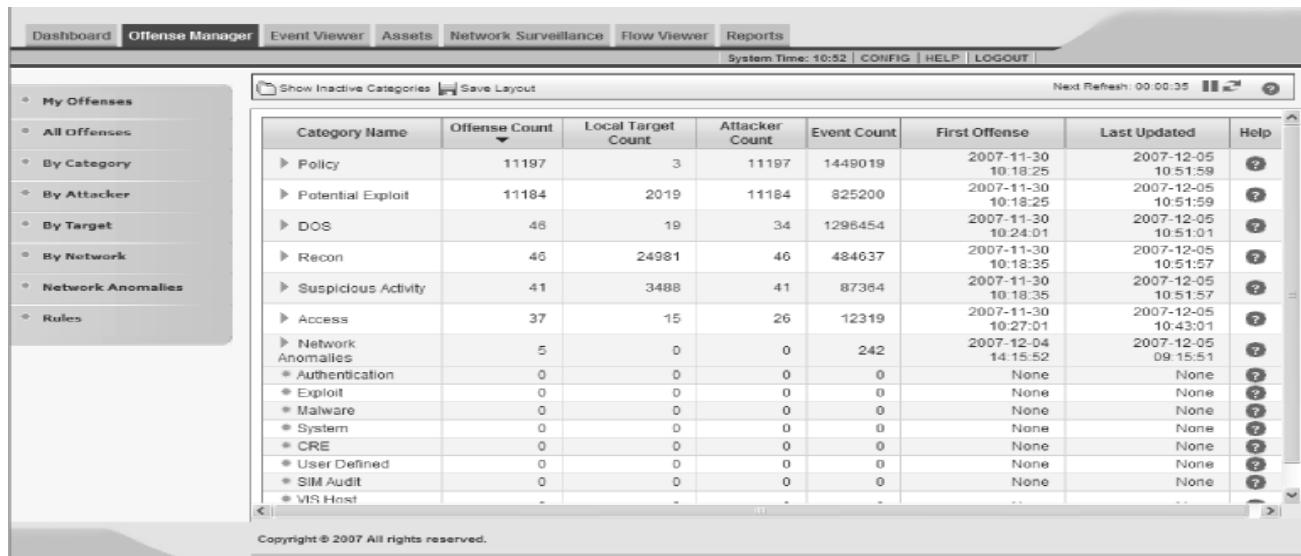 Dashboard Offense Manager Event Viewer Assets Network Surveillance Flow Viewer Reports
System Time: 10:52 CONFIG HELP LOGOUT
My Offenses
All Offenses
By Category
By Attacker
By Target
By Network
Network Anomalies
Rules
Show Inactive Categories Save Layout Next Refresh: 00:00:35
Category Name Offense Count Local Target Count Attacker Count Event Count First Offense Last Updated Help
Policy 11197 3 11197 1449019 2007-11-30 10:18:25 2007-12-05 10:51:59
Potential Exploit 11184 2019 11184 825200 2007-11-30 10:18:25 2007-12-05 10:51:59
DOS 46 19 34 1296454 2007-11-30 10:24:01 2007-12-05 10:51:01
Recon 46 24981 46 484637 2007-11-30 10:18:35 2007-12-05 10:51:57
Suspicious Activity 41 3488 41 87364 2007-11-30 10:18:35 2007-12-05 10:51:57
Access 37 15 26 12319 2007-11-30 10:27:01 2007-12-05 10:43:01
Network Anomalies 5 0 0 242 2007-12-04 14:15:52 2007-12-05 09:15:51
Authentication 0 0 0 0 None None
Exploit 0 0 0 0 None None
Malware 0 0 0 0 None None
System 0 0 0 0 None None
CRE 0 0 0 0 None None
User Defined 0 0 0 0 None None
SIM Audit 0 0 0 0 None None
VIS Host
Copyright © 2007 All rights reserved.